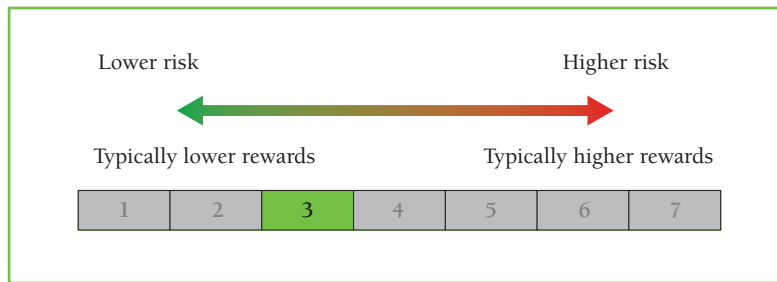 Lower risk Higher risk
Typically lower rewards Typically higher rewards
1 2 3 4 5 6 7